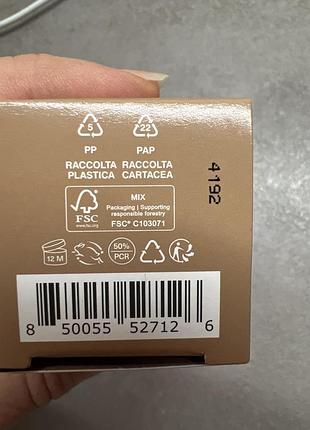 5 22
PP PAP
RACCOLTA RACCOLTA
PLASTICA CARTACEA
4192
MIX
Packaging | Supporting
responsible forestry
FSC® C103071
FSC
www.fsc.org
12 M 50%
PCR
8 50055 52712 6